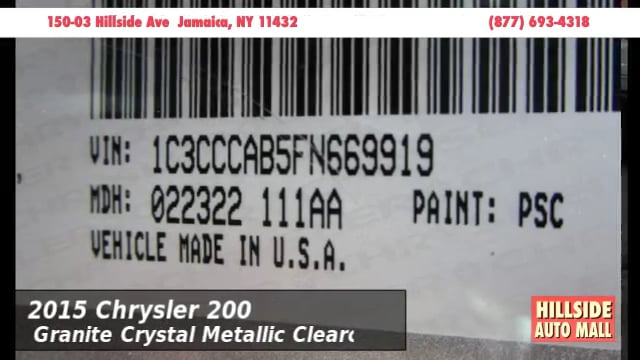 150-03 Hillside Ave Jamaica, NY 11432
(877) 693-4318
VIN: 1C3CCCAB5FN669919
MDH: 022322 111AA PAINT: PSC
VEHICLE MADE IN U.S.A.
2015 Chrysler 200
Granite Crystal Metallic Clearc
HILLSIDE
AUTO MALL